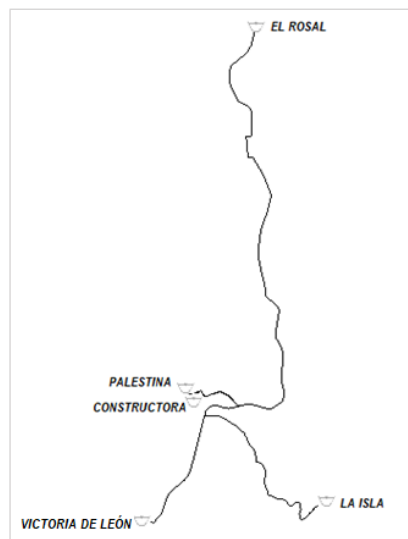 EL ROSAL
PALESTINA
CONSTRUCTORA
LA ISLA
VICTORIA DE LEÓN